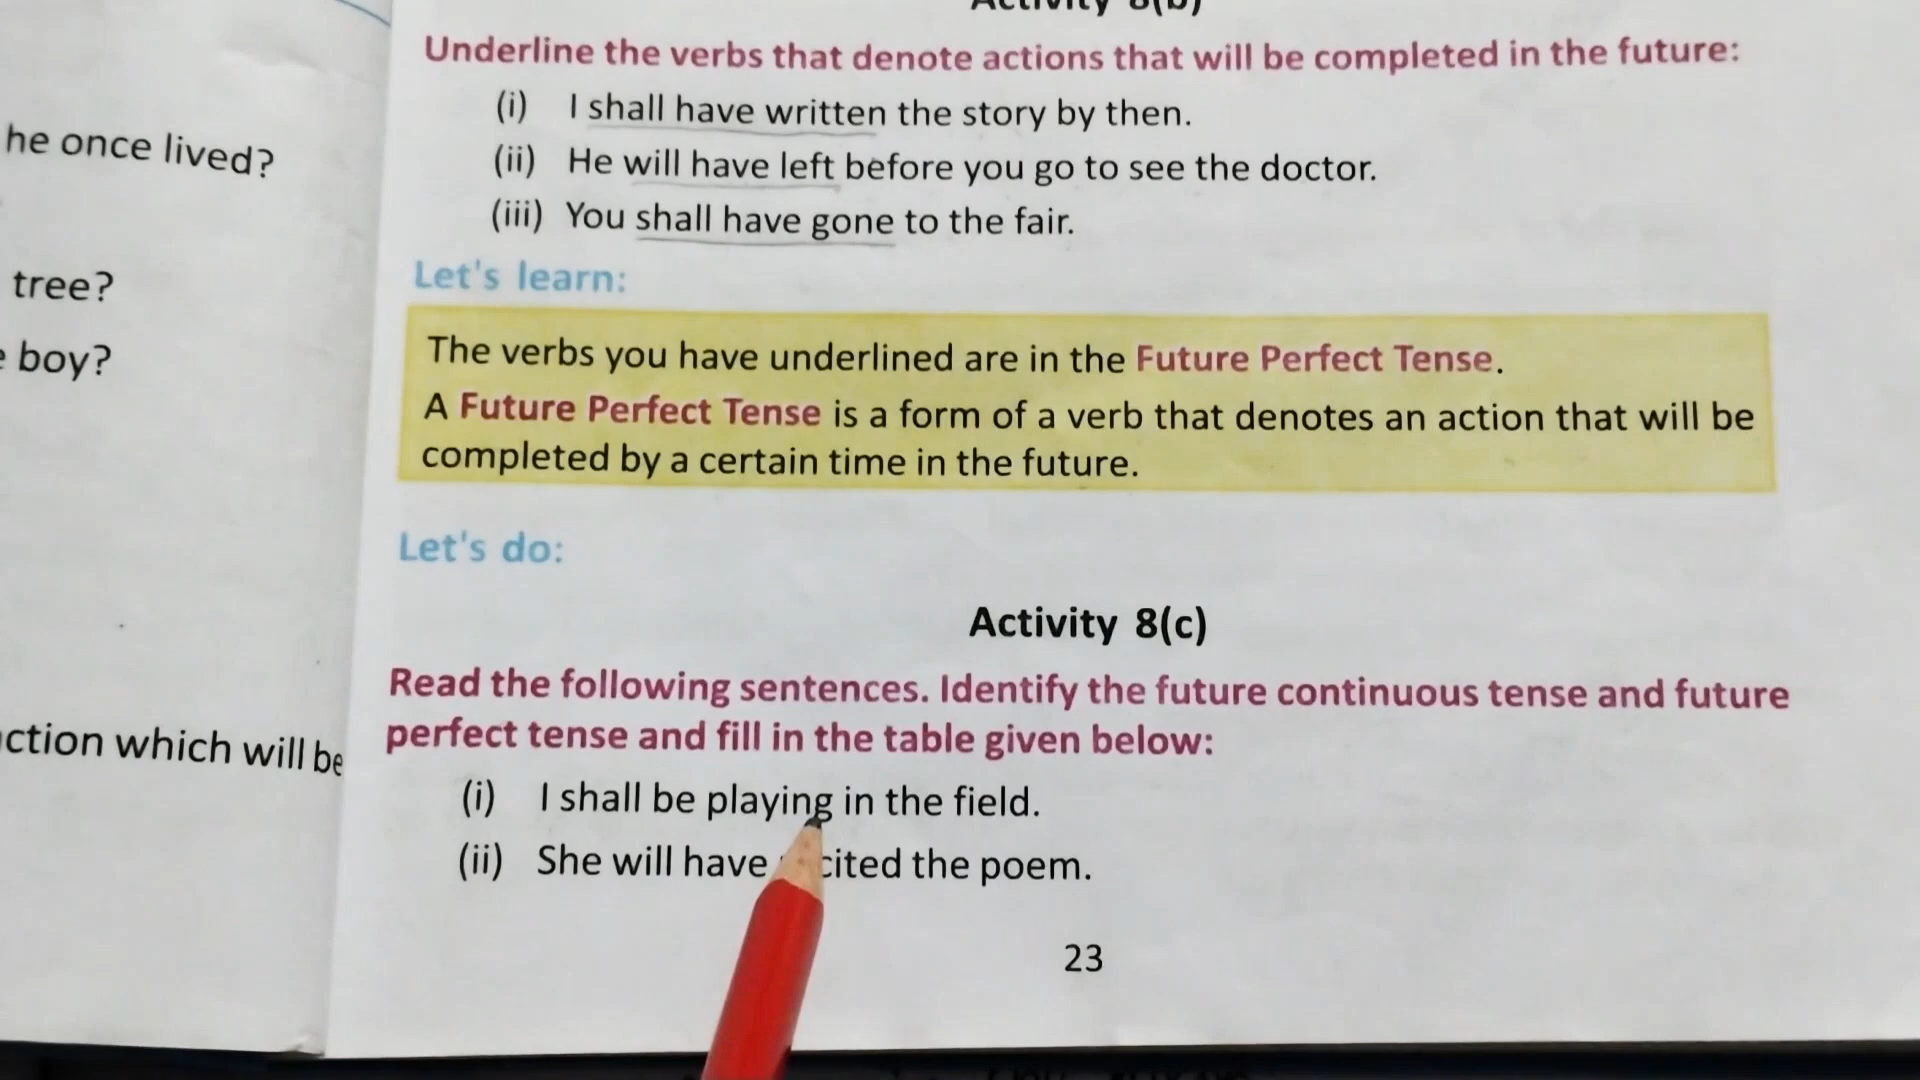 he once lived?
tree?
boy?
ction which will be
Activity 8(b)
Underline the verbs that denote actions that will be completed in the future:
(i) I shall have written the story by then.
(ii) He will have left before you go to see the doctor.
(iii) You shall have gone to the fair.
Let's learn:
The verbs you have underlined are in the Future Perfect Tense.
A Future Perfect Tense is a form of a verb that denotes an action that will be
completed by a certain time in the future.
Let's do:
Activity 8(c)
Read the following sentences. Identify the future continuous tense and future
perfect tense and fill in the table given below:
(i) I shall be playing in the field.
(ii) She will have cited the poem.
23